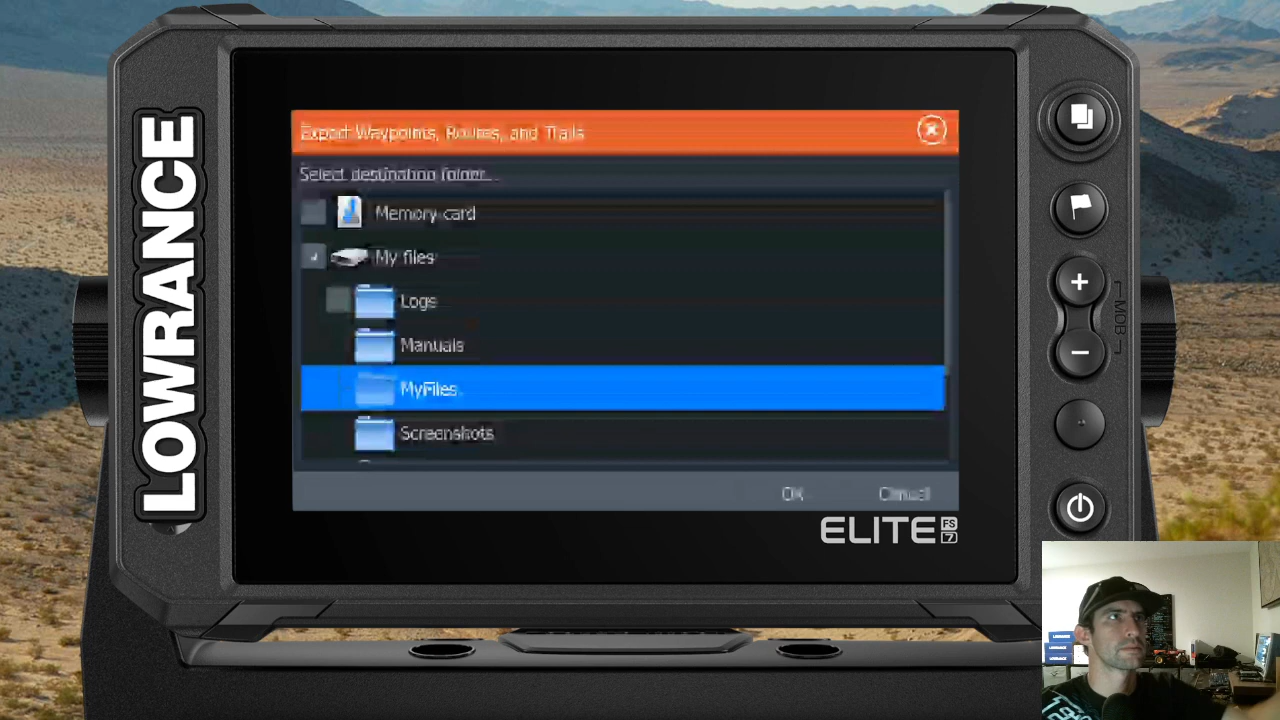 Export Waypoints, Routes, and Trails
Select destination folder...
Memory card
My files
Logs
Manuals
MyFiles
Screenshots
OK
Cancel
LOWRANCE
ELITE FS 7
MOB